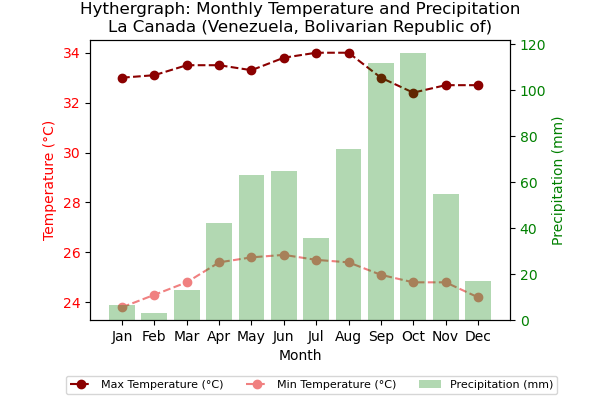 Hythergraph: Monthly Temperature and Precipitation
La Canada (Venezuela, Bolivarian Republic of)
Temperature (°C)
34
32
30
28
26
24
Precipitation (mm)
120
100
80
60
40
20
0
Jan Feb Mar Apr May Jun Jul Aug Sep Oct Nov Dec
Month
Max Temperature (°C) Min Temperature (°C) Precipitation (mm)